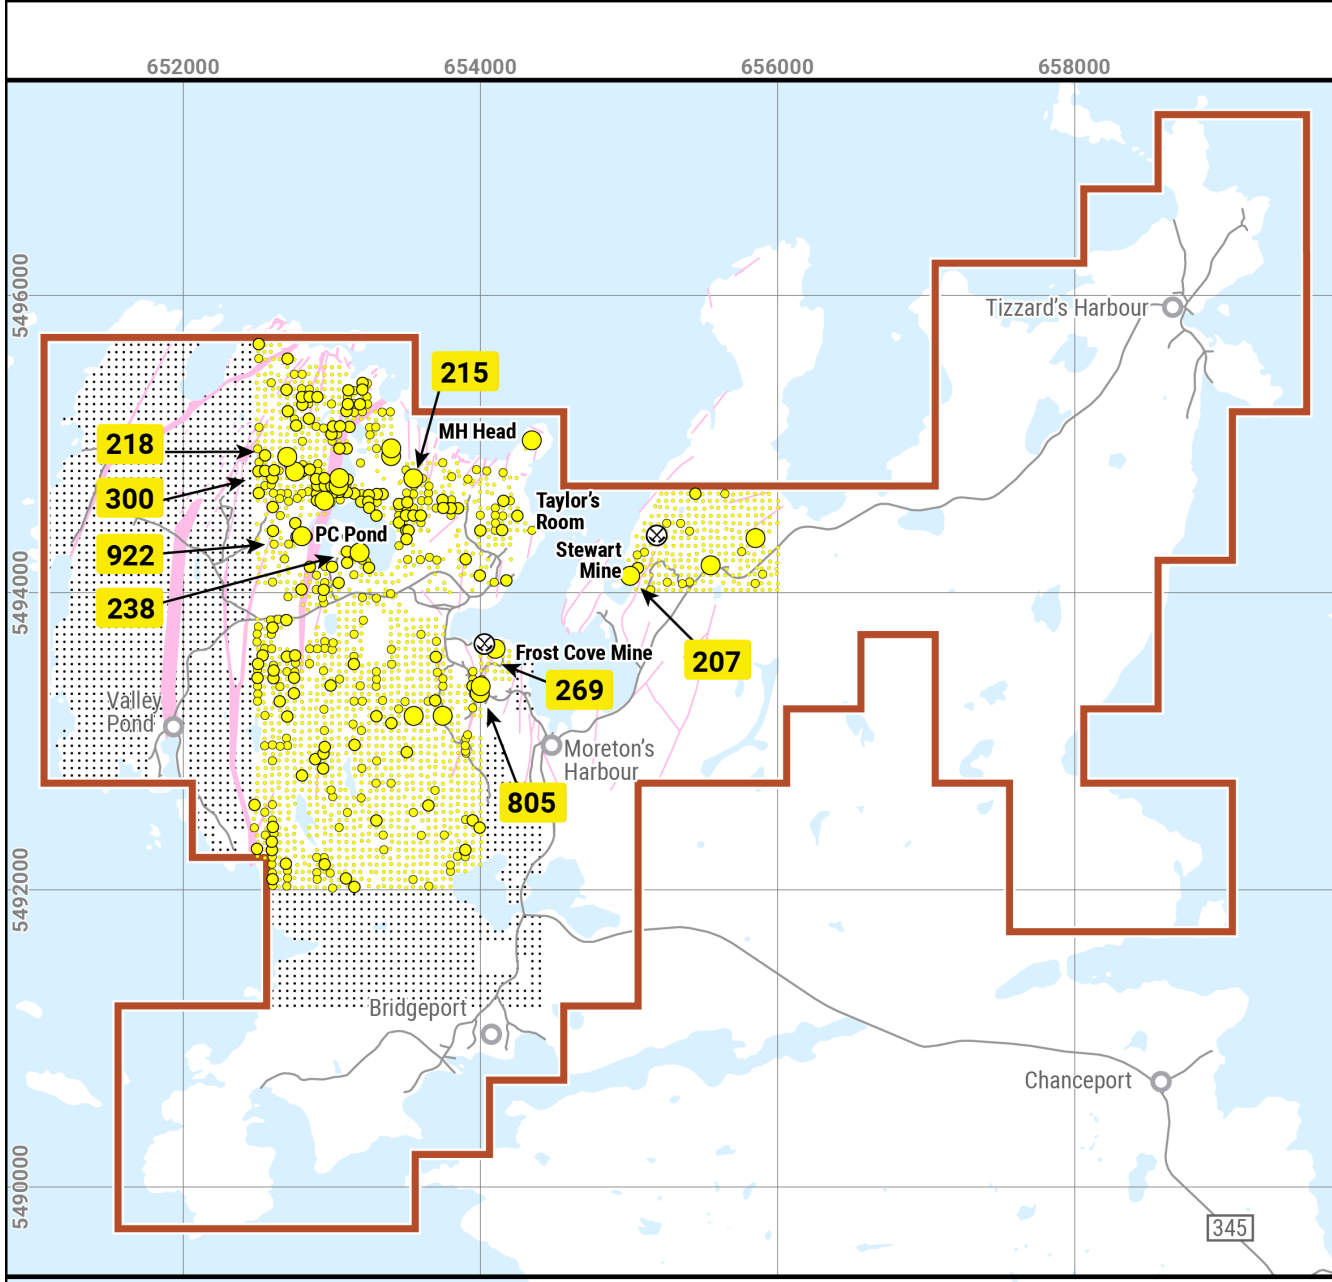 652000
654000
656000
658000
5496000
Tizzard's Harbour
215
MH Head
218
300
Taylor's
Room
PC Pond
922
Stewart
Mine
238
5494000
Frost Cove Mine
207
269
Valley
Pond
Moreton's
Harbour
805
5492000
Bridgeport
Chanceport
5490000
345